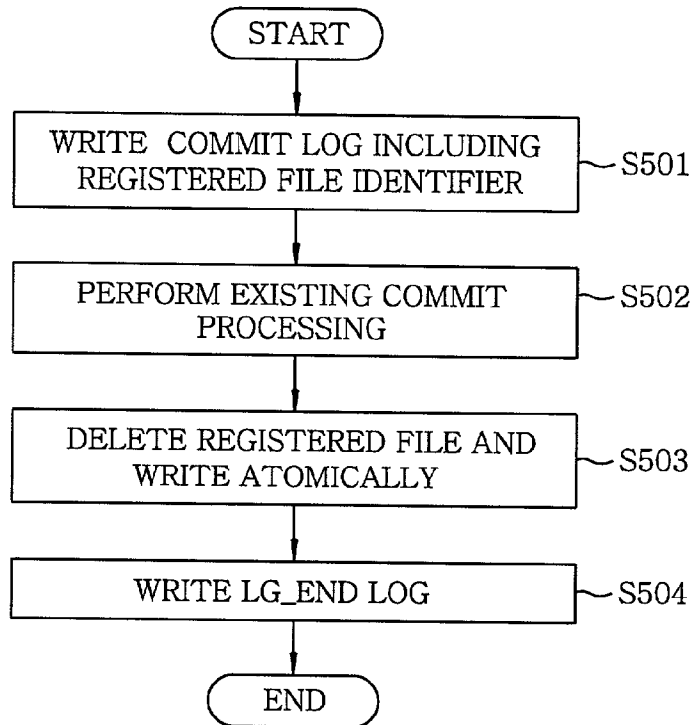 START
WRITE COMMIT LOG INCLUDING
REGISTERED FILE IDENTIFIER
S501
PERFORM EXISTING COMMIT
PROCESSING
S502
DELETE REGISTERED FILE AND
WRITE ATOMICALLY
S503
WRITE LG_END LOG
S504
END